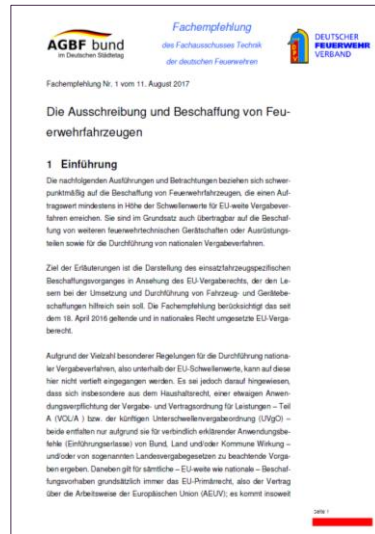 AGBF bund
im Deutschen Städtetag
Fachempfehlung
des Fachausschusses Technik
der deutschen Feuerwehren
DEUTSCHER
FEUERWEHR
VERBAND
Fachempfehlung Nr. 1 vom 11. August 2017
Die Ausschreibung und Beschaffung von Feu-
erwehrfahrzeugen
1 Einführung
Die nachfolgenden Ausführungen und Betrachtungen beziehen sich schwer-
punktmäßig auf die Beschaffung von Feuerwehrfahrzeugen, die einen Auf-
tragswert mindestens in Höhe der Schwellenwerte für EU-weite Vergabever-
fahren erreichen. Sie sind im Grundsatz auch übertragbar auf die Beschaf-
fung von weiteren feuerwehrtechnischen Gerätschaften oder Ausrüstungs-
teilen sowie für die Durchführung von nationalen Vergabeverfahren.
Ziel der Erläuterungen ist die Darstellung des einsatzfahrzeugspezifischen
Beschaffungsvorganges in Ansehung des EU-Vergaberechts, der den Le-
sern bei der Umsetzung und Durchführung von Fahrzeug- und Gerätebe-
schaffungen hilfreich sein soll. Die Fachempfehlung berücksichtigt das seit
dem 18. April 2016 geltende und in nationales Recht umgesetzte EU-Verga-
berecht.
Aufgrund der Vielzahl besonderer Regelungen für die Durchführung nationa-
ler Vergabeverfahren, also unterhalb der EU-Schwellenwerte, kann auf diese
hier nicht vertieft eingegangen werden. Es sei jedoch darauf hingewiesen,
dass sich insbesondere aus dem Haushaltsrecht, einer etwaigen Anwen-
dungsverpflichtung der Vergabe- und Vertragsordnung für Leistungen – Teil
A (VOL/A ) bzw. der künftigen Unterschwellenvergabeordnung (UVgO) –
beide entfalten nur aufgrund sie für verbindlich erklärender Anwendungsbe-
fehle (Einführungserlasse) von Bund, Land und/oder Kommune Wirkung –
und/oder von sogenannten Landesvergabegesetzen zu beachtende Vorga-
ben ergeben. Daneben gilt für sämtliche – EU-weite wie nationale – Beschaf-
fungsvorhaben grundsätzlich immer das EU-Primärrecht, also der Vertrag
über die Arbeitsweise der Europäischen Union (AEUV); es kommt insoweit
Seite 1